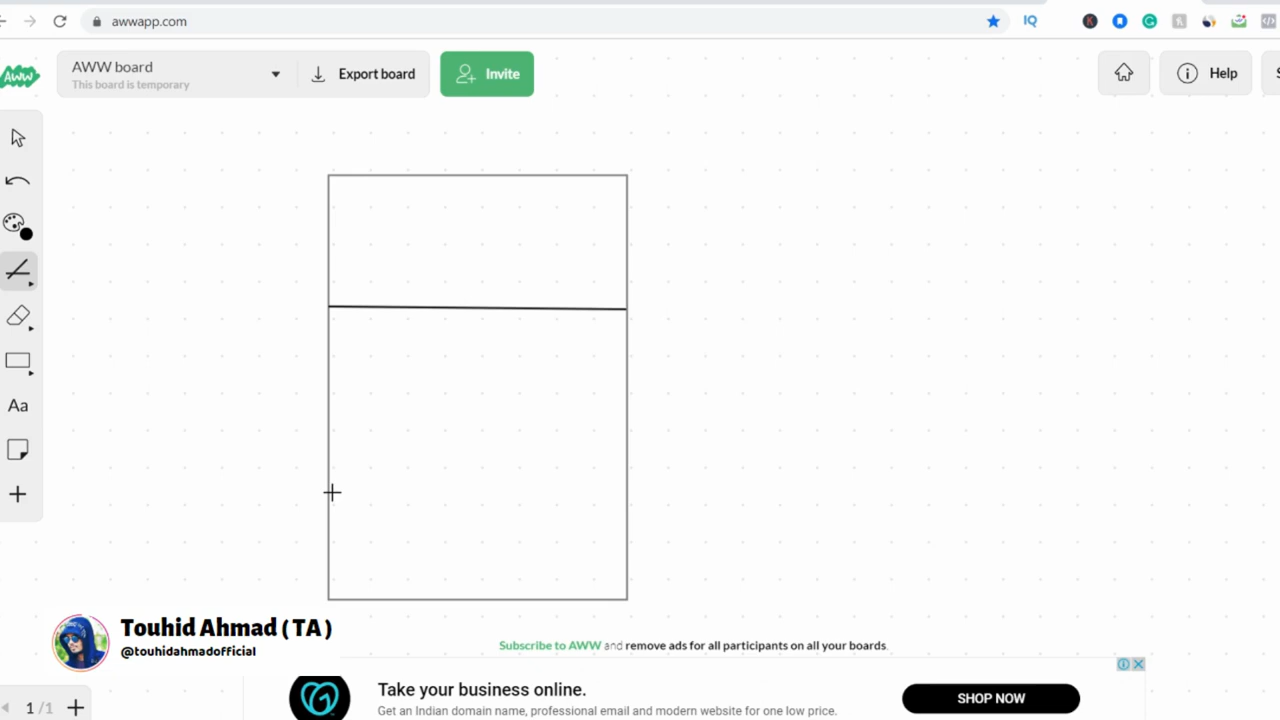 awwapp.com
IQ
K
AWW
AWW board
This board is temporary
Export board
Invite
Help
Aa
Touhid Ahmad ( TA )
@touhidahmadofficial
Subscribe to AWW and remove ads for all participants on all your boards.
Take your business online.
Get an Indian domain name, professional email and modern website for one low price.
SHOP NOW
1 /1